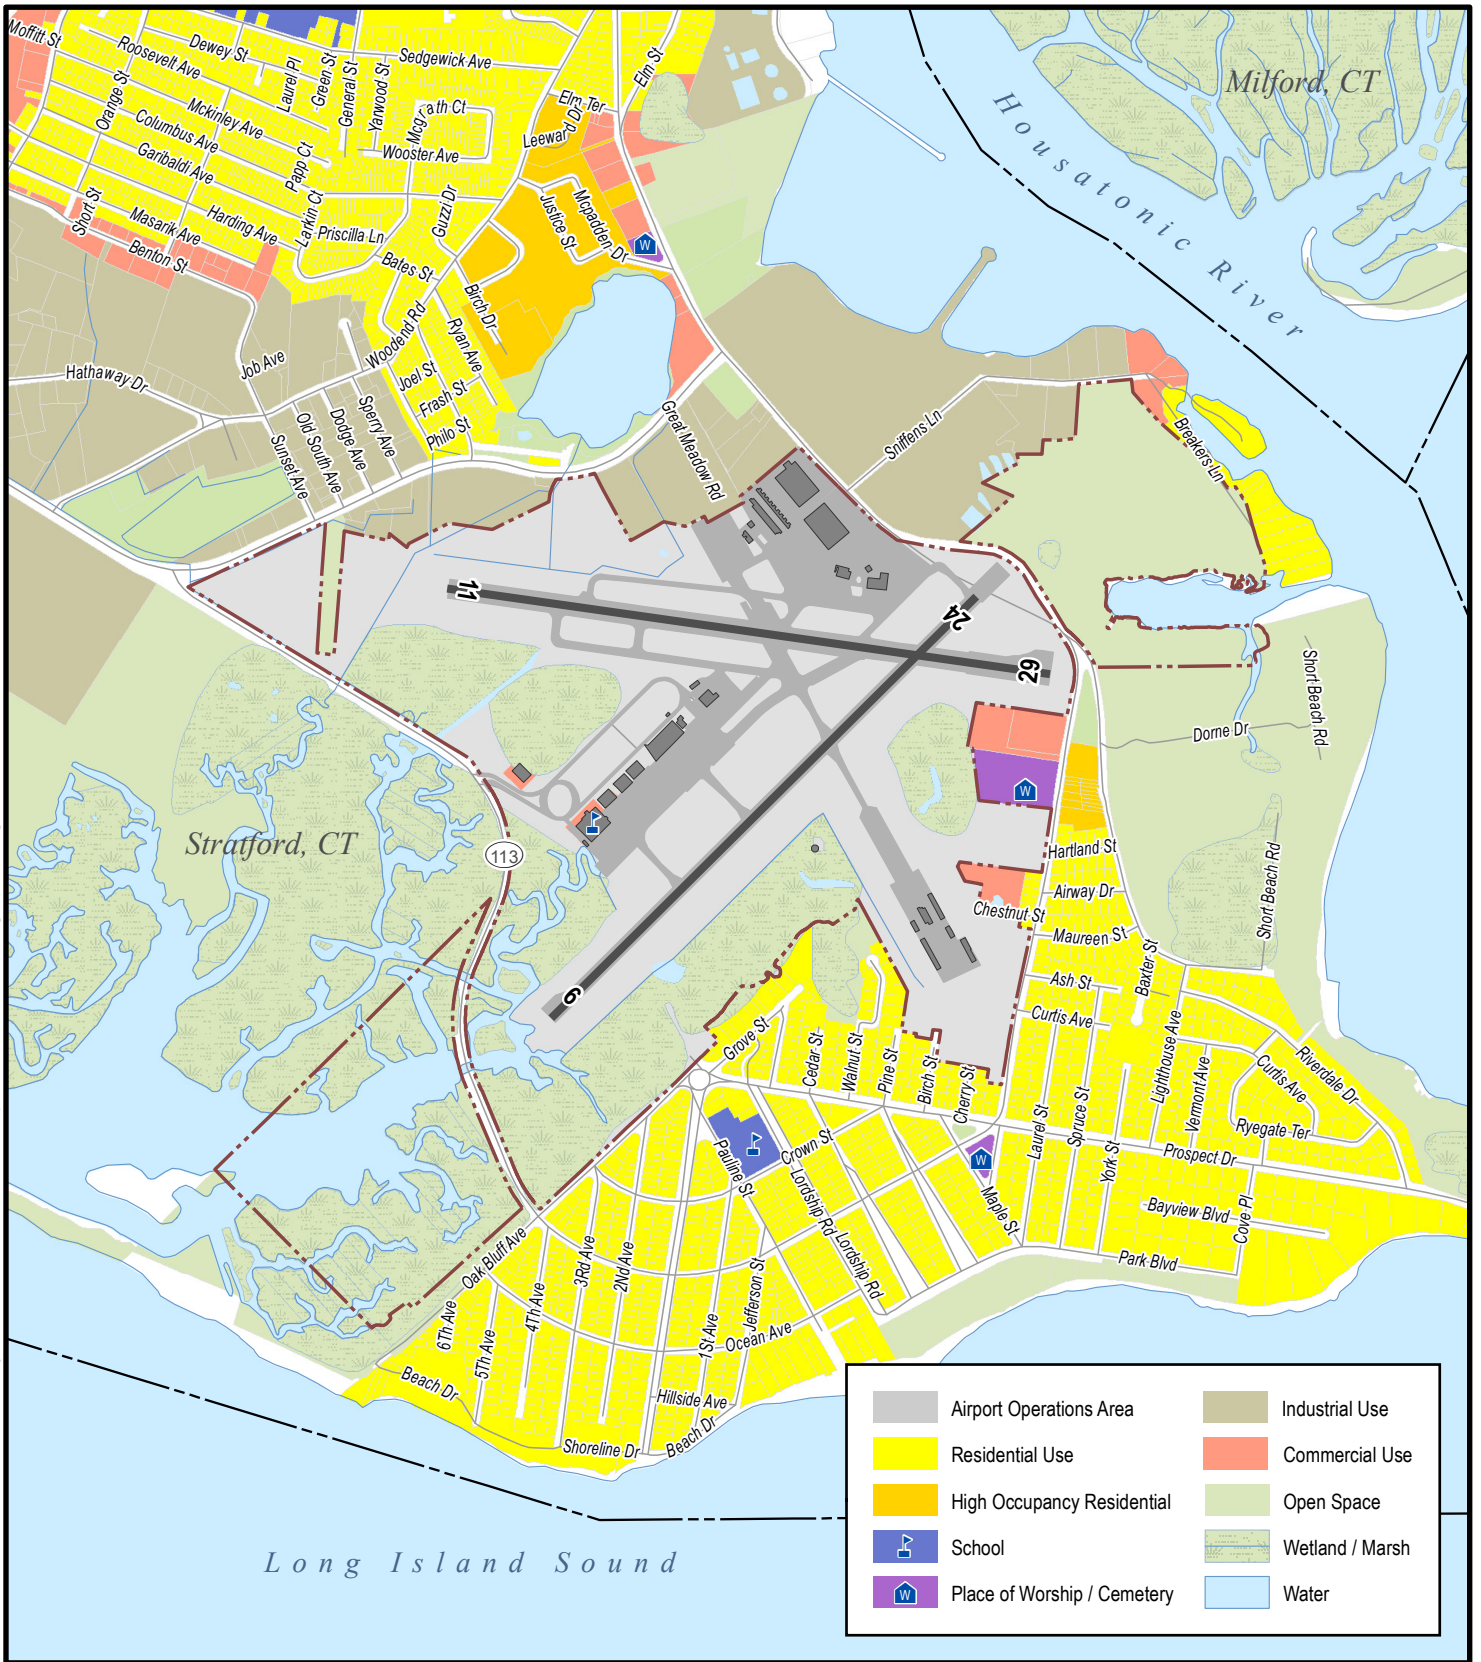 Moffitt St
Roosevelt Ave
Dewey St
Laurel Pl
Green St
General St
Yarwood St
Sedgewick Ave
Elm St
Milford, CT
Orange St
Mckinley Ave
Columbus Ave
Garibaldi Ave
Papp Ct
Mcgrath Ct
Wooster Ave
Elm Ter
Leeward Dr
Housatonic River
Short St
Masarik Ave
Harding Ave
Benton St
Larkin Ct
Priscilla Ln
Guzzi Dr
Bates St
Justice St
Mcpadden Dr
W
Birch Dr
Ryan Ave
Woodend Rd
Hathaway Dr
Job Ave
Joel St
Frash St
Philo St
Sperry Ave
Dodge Ave
Old South Ave
Sunset Ave
Great Meadow Rd
Sniffens Ln
Breakers Ln
11
24
29
6
Short Beach Rd
Dorne Dr
W
Stratford, CT
113
Hartland St
Airway Dr
Chestnut St
Maureen St
Short Beach Rd
Ash St
Baxter St
Curtis Ave
Grove St
Cedar St
Walnut St
Pine St
Birch St
Cherry St
Lighthouse Ave
Vermont Ave
Curtis Ave
Riverdale Dr
Ryegate Ter
Laurel St
Spruce St
York St
Prospect Dr
Pauline St
Crown St
Lordship Rd
Lordship Rd
W
Maple St
Bayview Blvd
Cove Pl
Park Blvd
Oak Bluff Ave
6Th Ave
5Th Ave
4Th Ave
3Rd Ave
2Nd Ave
1St Ave
Jefferson St
Ocean Ave
Beach Dr
Hillside Ave
Beach Dr
Shoreline Dr
Long Island Sound
Airport Operations Area
Residential Use
High Occupancy Residential
School
W
Place of Worship / Cemetery
Industrial Use
Commercial Use
Open Space
Wetland / Marsh
Water